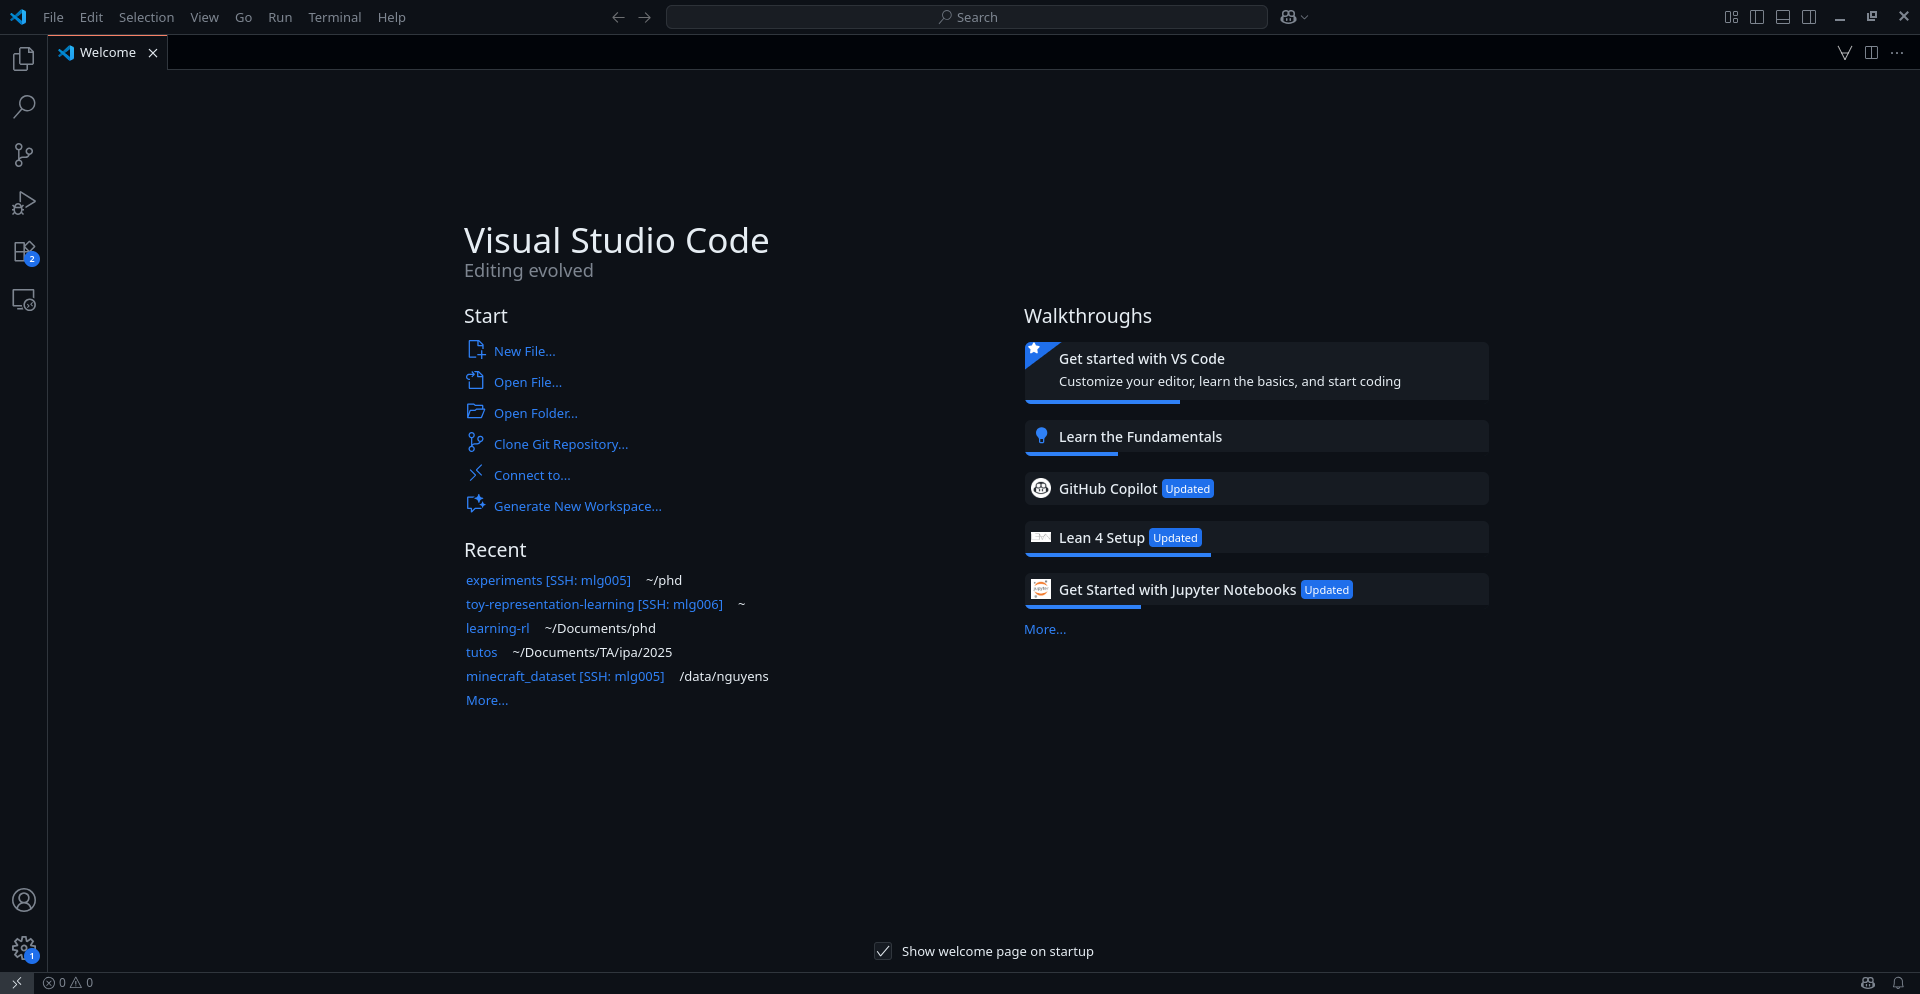 File Edit Selection View Go Run Terminal Help
Search
Welcome
Visual Studio Code
Editing evolved
Start
New File...
Open File...
Open Folder...
Clone Git Repository...
Connect to...
Generate New Workspace...
Recent
experiments [SSH: mlg005] ~/phd
toy-representation-learning [SSH: mlg006] ~
learning-rl ~/Documents/phd
tutos ~/Documents/TA/ipa/2025
minecraft_dataset [SSH: mlg005] /data/nguyens
More...
Walkthroughs
Get started with VS Code
Customize your editor, learn the basics, and start coding
Learn the Fundamentals
GitHub Copilot Updated
Lean 4 Setup Updated
Get Started with Jupyter Notebooks Updated
More...
2
1
Show welcome page on startup
0 0